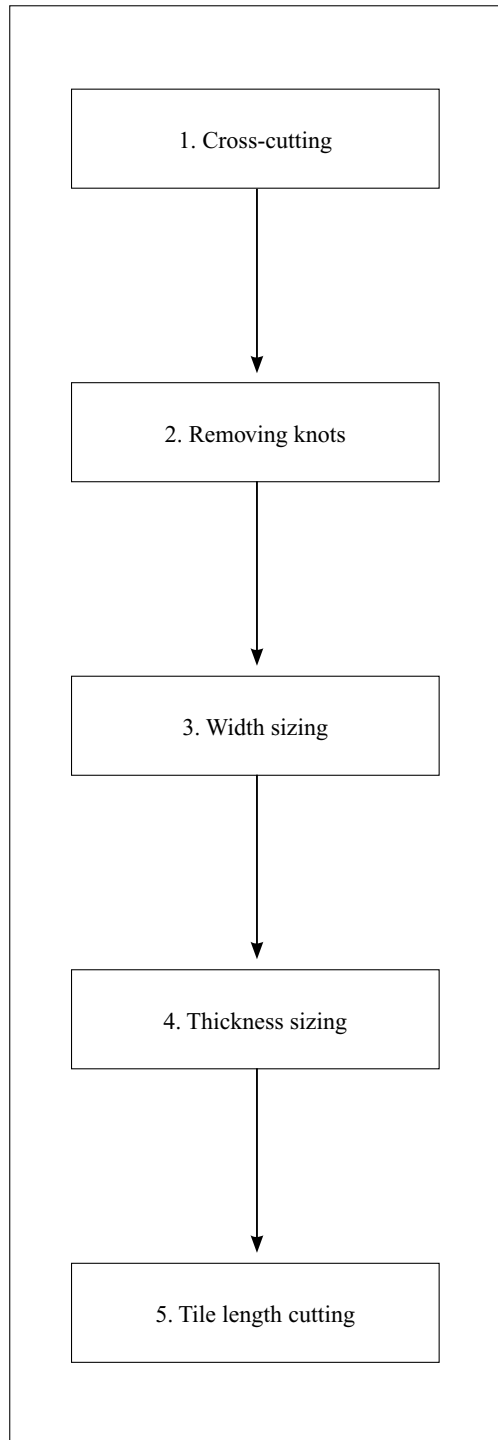 1. Cross-cutting
2. Removing knots
3. Width sizing
4. Thickness sizing
5. Tile length cutting